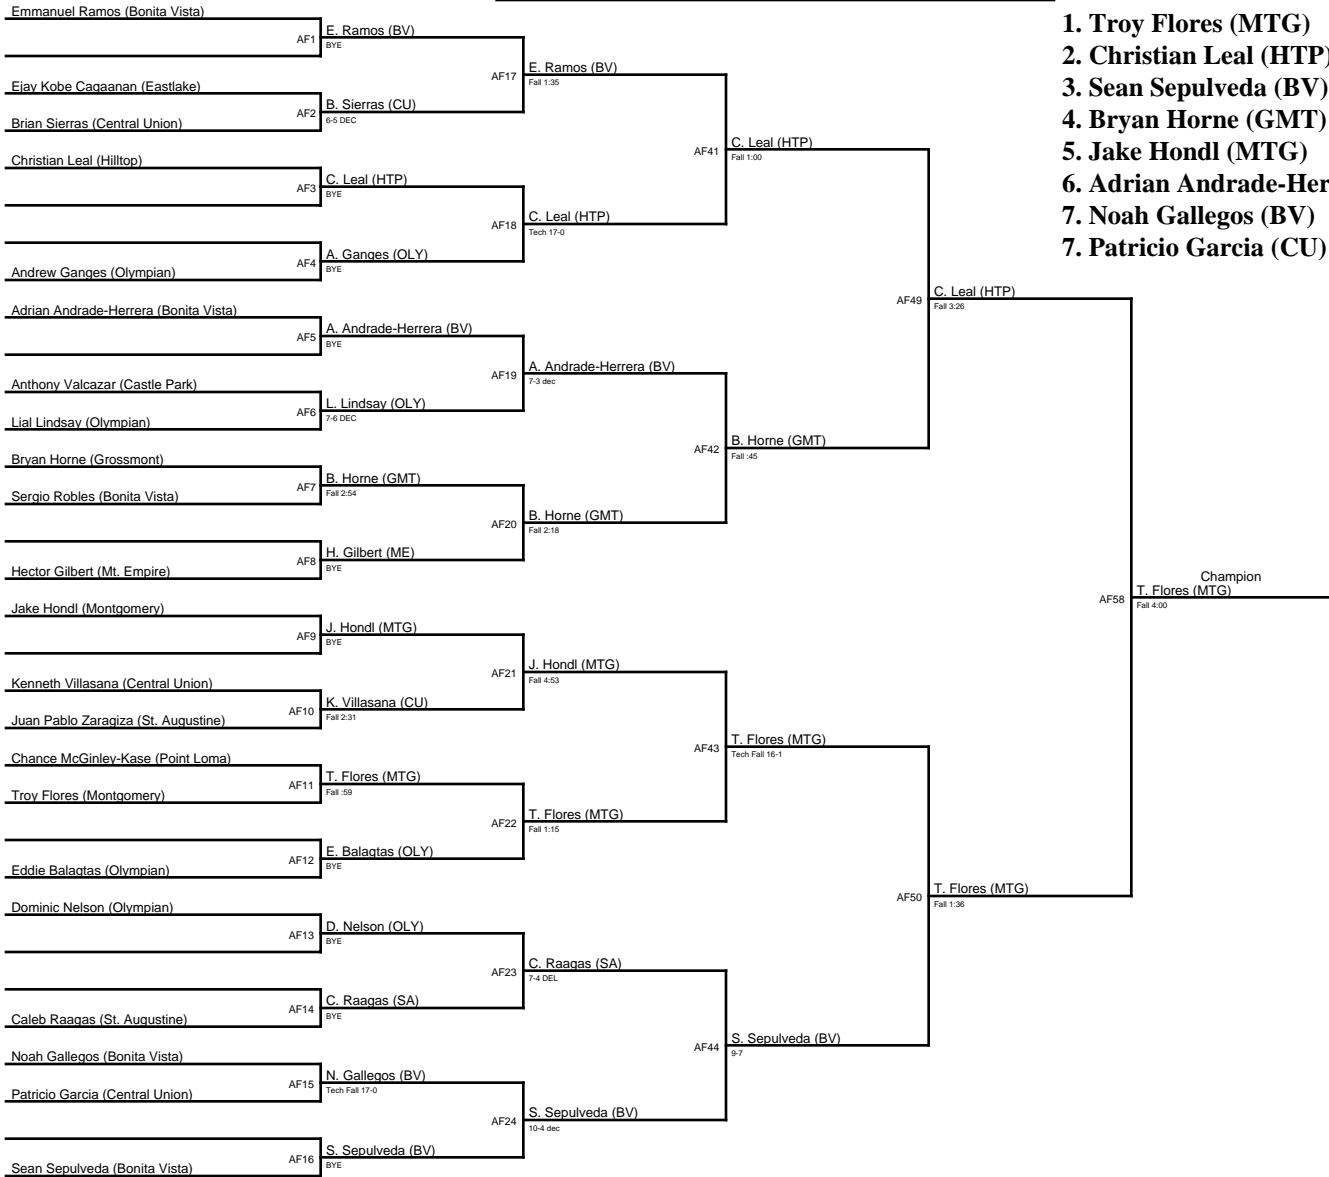 Emmanuel Ramos (Bonita Vista)
AF1
E. Ramos (BV)
BYE
AF17
E. Ramos (BV)
Fall 1:35
Ejay Kobe Cagaanan (Eastlake)
AF2
B. Sierras (CU)
6-5 DEC
Brian Sierras (Central Union)
AF41
C. Leal (HTP)
Fall 1:00
Christian Leal (Hilltop)
AF3
C. Leal (HTP)
BYE
AF18
C. Leal (HTP)
Tech 17-0
AF4
A. Ganges (OLY)
BYE
Andrew Ganges (Olympian)
AF49
C. Leal (HTP)
Fall 3:26
Adrian Andrade-Herrera (Bonita Vista)
AF5
A. Andrade-Herrera (BV)
BYE
AF19
A. Andrade-Herrera (BV)
7-3 dec
Anthony Valcazar (Castle Park)
AF6
L. Lindsay (OLY)
7-6 DEC
Lial Lindsay (Olympian)
AF42
B. Horne (GMT)
Fall :45
Bryan Horne (Grossmont)
AF7
B. Horne (GMT)
Fall 2:54
Sergio Robles (Bonita Vista)
AF20
B. Horne (GMT)
Fall 2:18
AF8
H. Gilbert (ME)
BYE
Hector Gilbert (Mt. Empire)
AF58
Champion
T. Flores (MTG)
Fall 4:00
Jake Hondl (Montgomery)
AF9
J. Hondl (MTG)
BYE
AF21
J. Hondl (MTG)
Fall 4:53
Kenneth Villasana (Central Union)
AF10
K. Villasana (CU)
Fall 2:31
Juan Pablo Zaragiza (St. Augustine)
AF43
T. Flores (MTG)
Tech Fall 16-1
Chance McGinley-Kase (Point Loma)
AF11
T. Flores (MTG)
Fall :59
Troy Flores (Montgomery)
AF22
T. Flores (MTG)
Fall 1:15
AF12
E. Balagtas (OLY)
BYE
Eddie Balagtas (Olympian)
AF50
T. Flores (MTG)
Fall 1:36
Dominic Nelson (Olympian)
AF13
D. Nelson (OLY)
BYE
AF23
C. Raagas (SA)
7-4 DEL
AF14
C. Raagas (SA)
BYE
Caleb Raagas (St. Augustine)
AF44
S. Sepulveda (BV)
9-7
Noah Gallegos (Bonita Vista)
AF15
N. Gallegos (BV)
Tech Fall 17-0
Patricio Garcia (Central Union)
AF24
S. Sepulveda (BV)
10-4 dec
AF16
S. Sepulveda (BV)
BYE
Sean Sepulveda (Bonita Vista)
1. Troy Flores (MTG)
2. Christian Leal (HTP)
3. Sean Sepulveda (BV)
4. Bryan Horne (GMT)
5. Jake Hondl (MTG)
6. Adrian Andrade-Her
7. Noah Gallegos (BV)
7. Patricio Garcia (CU)